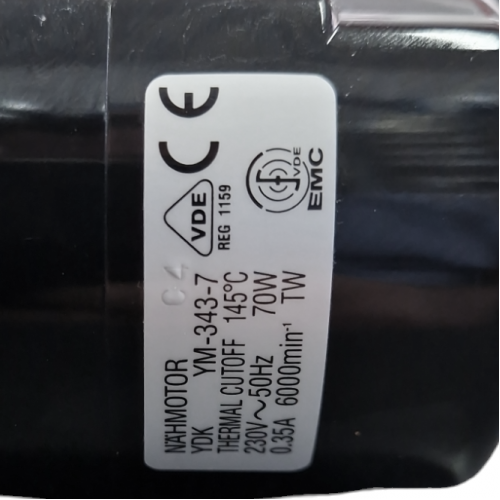 NÄHMOTOR C4
YDK YM-343-7
THERMAL CUTOFF 145°C
230V~50Hz 70W
0.35A 6000min⁻¹ TW
VDE
REG 1159
CE
VDE
EMC